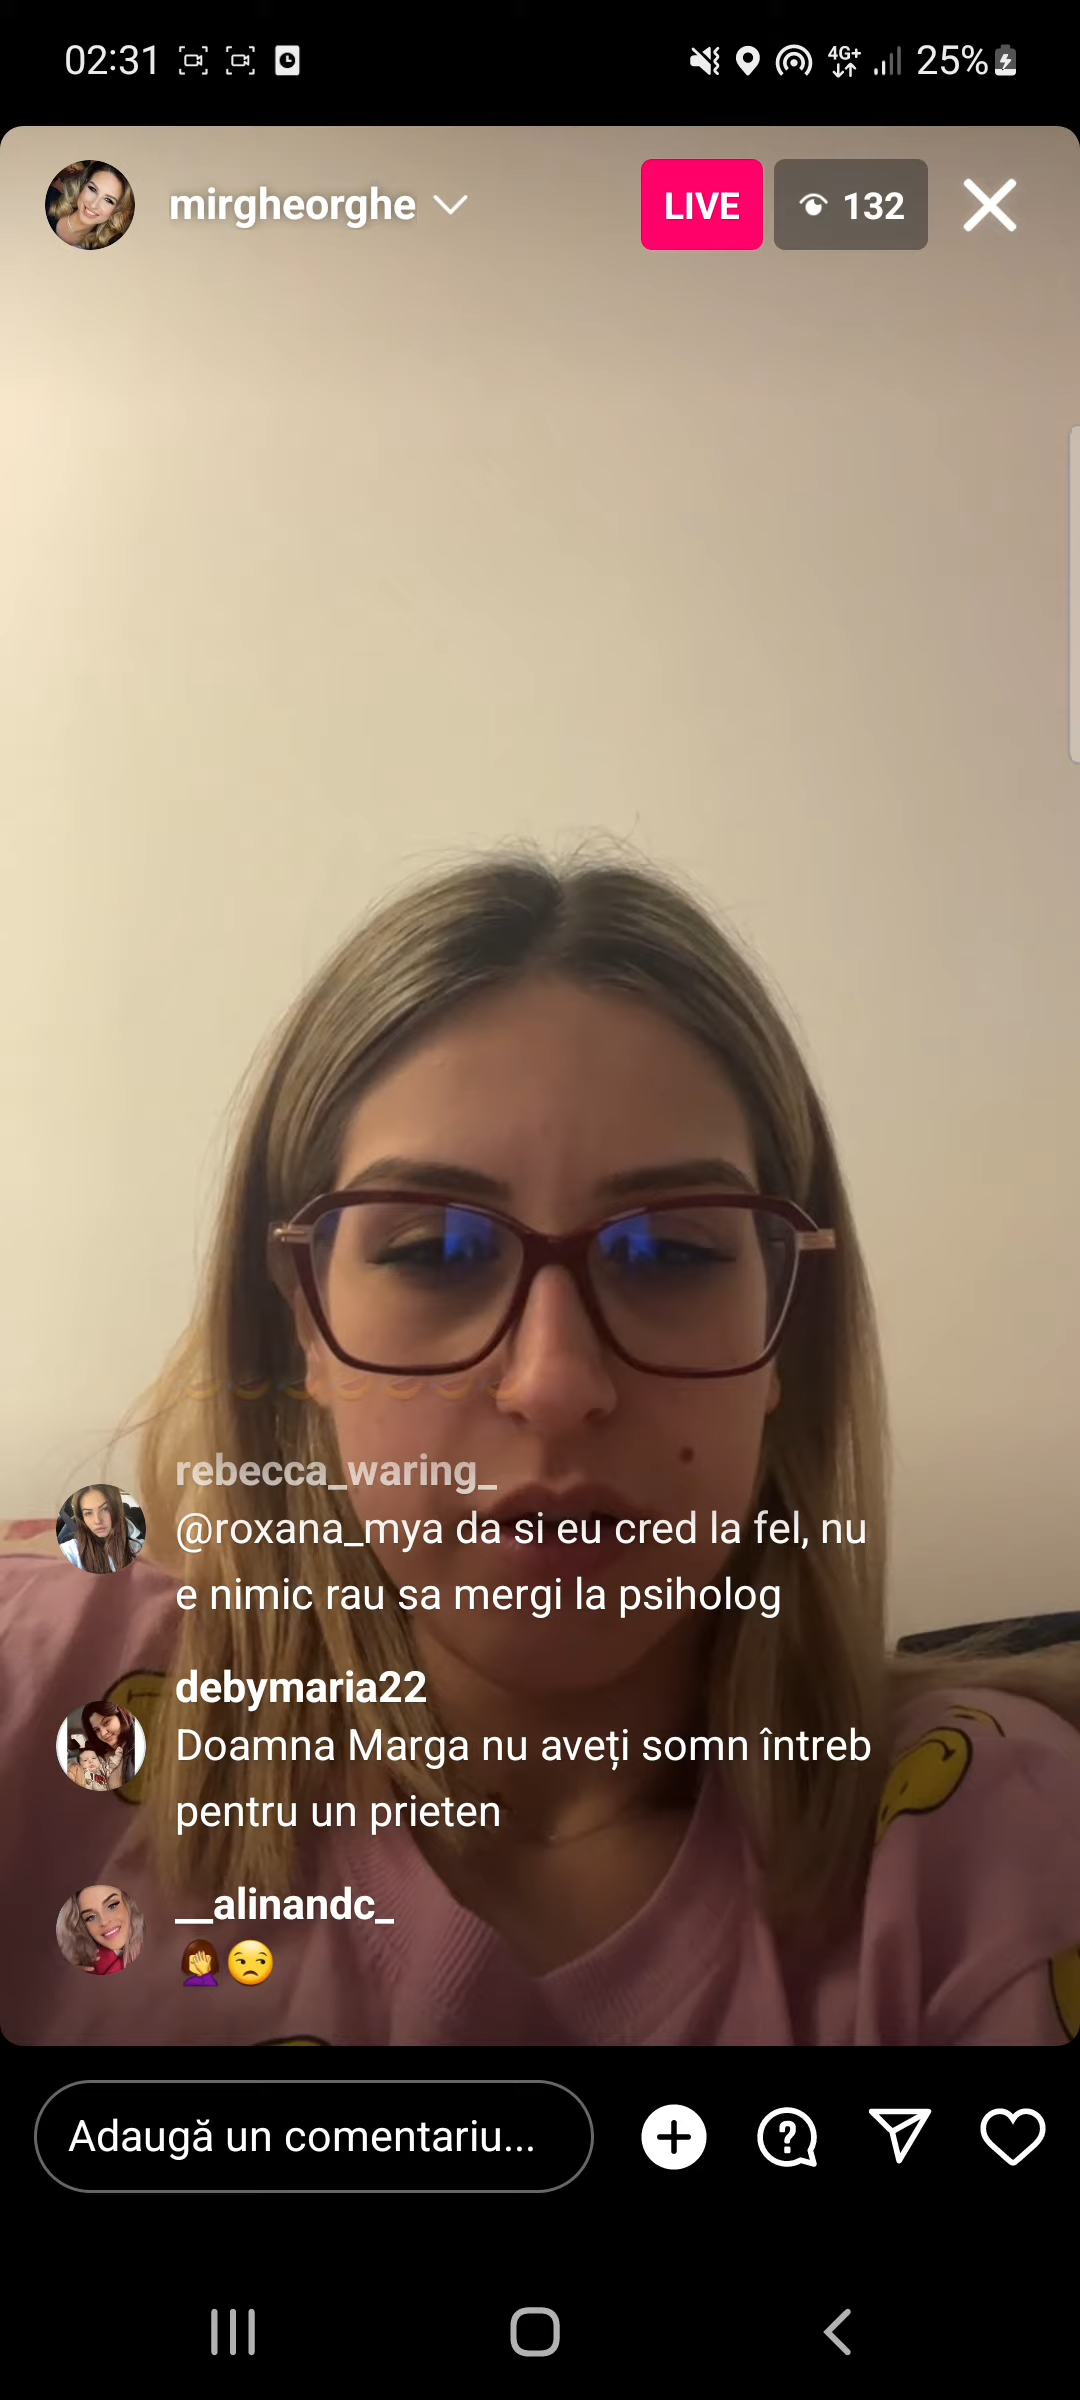 02:31 4G+ 25%
mirgheorghe LIVE 132
rebecca_waring_
@roxana_mya da si eu cred la fel, nu
e nimic rau sa mergi la psiholog
debymaria22
Doamna Marga nu aveți somn întreb
pentru un prieten
__alinandc_
🤦‍♀️😒
Adaugă un comentariu...